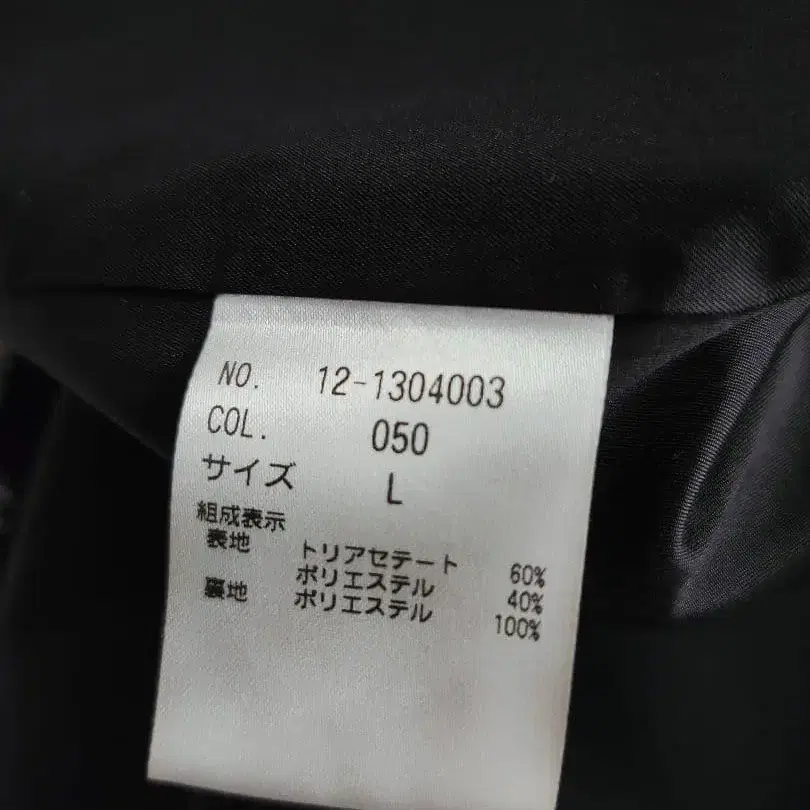 NO. 12-1304003
COL. 050
サイズ L
組成表示
表地 トリアセテート 60%
ポリエステル 40%
裏地 ポリエステル 100%